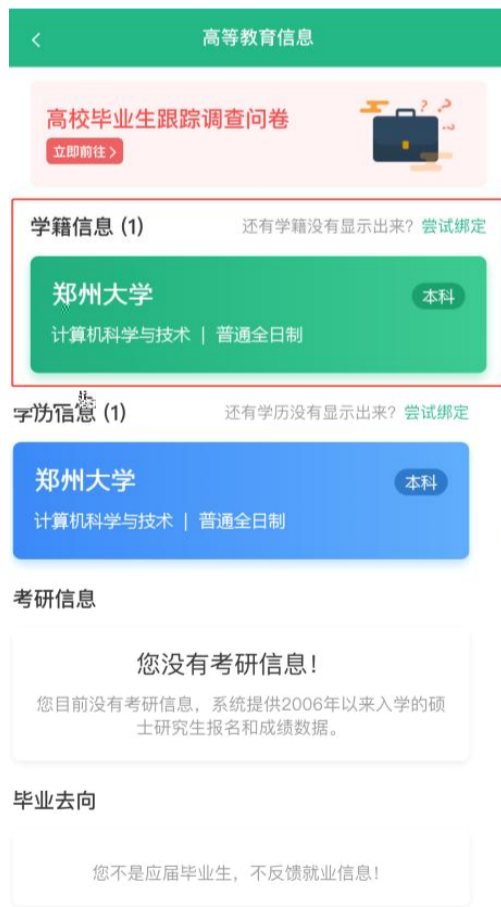 高等教育信息
高校毕业生跟踪调查问卷
立即前往>
学籍信息 (1) 还有学籍没有显示出来? 尝试绑定
郑州大学 本科
计算机科学与技术 | 普通全日制
学历信息 (1) 还有学历没有显示出来? 尝试绑定
郑州大学 本科
计算机科学与技术 | 普通全日制
考研信息
您没有考研信息!
您目前没有考研信息，系统提供2006年以来入学的硕
士研究生报名和成绩数据。
毕业去向
您不是应届毕业生，不反馈就业信息!